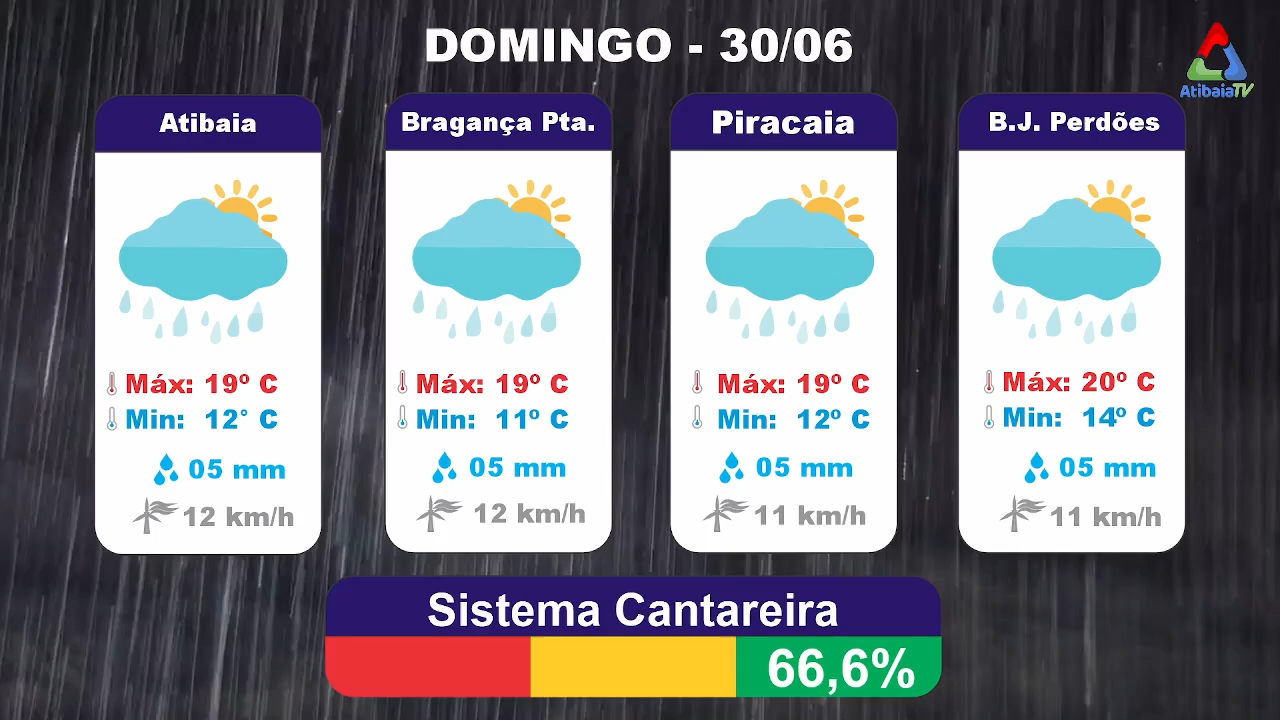 DOMINGO - 30/06
AtibaiaTV
Atibaia
Máx: 19º C
Min: 12° C
05 mm
12 km/h
Bragança Pta.
Máx: 19º C
Min: 11º C
05 mm
12 km/h
Piracaia
Máx: 19º C
Min: 12º C
05 mm
11 km/h
B.J. Perdões
Máx: 20º C
Min: 14º C
05 mm
11 km/h
Sistema Cantareira
66,6%